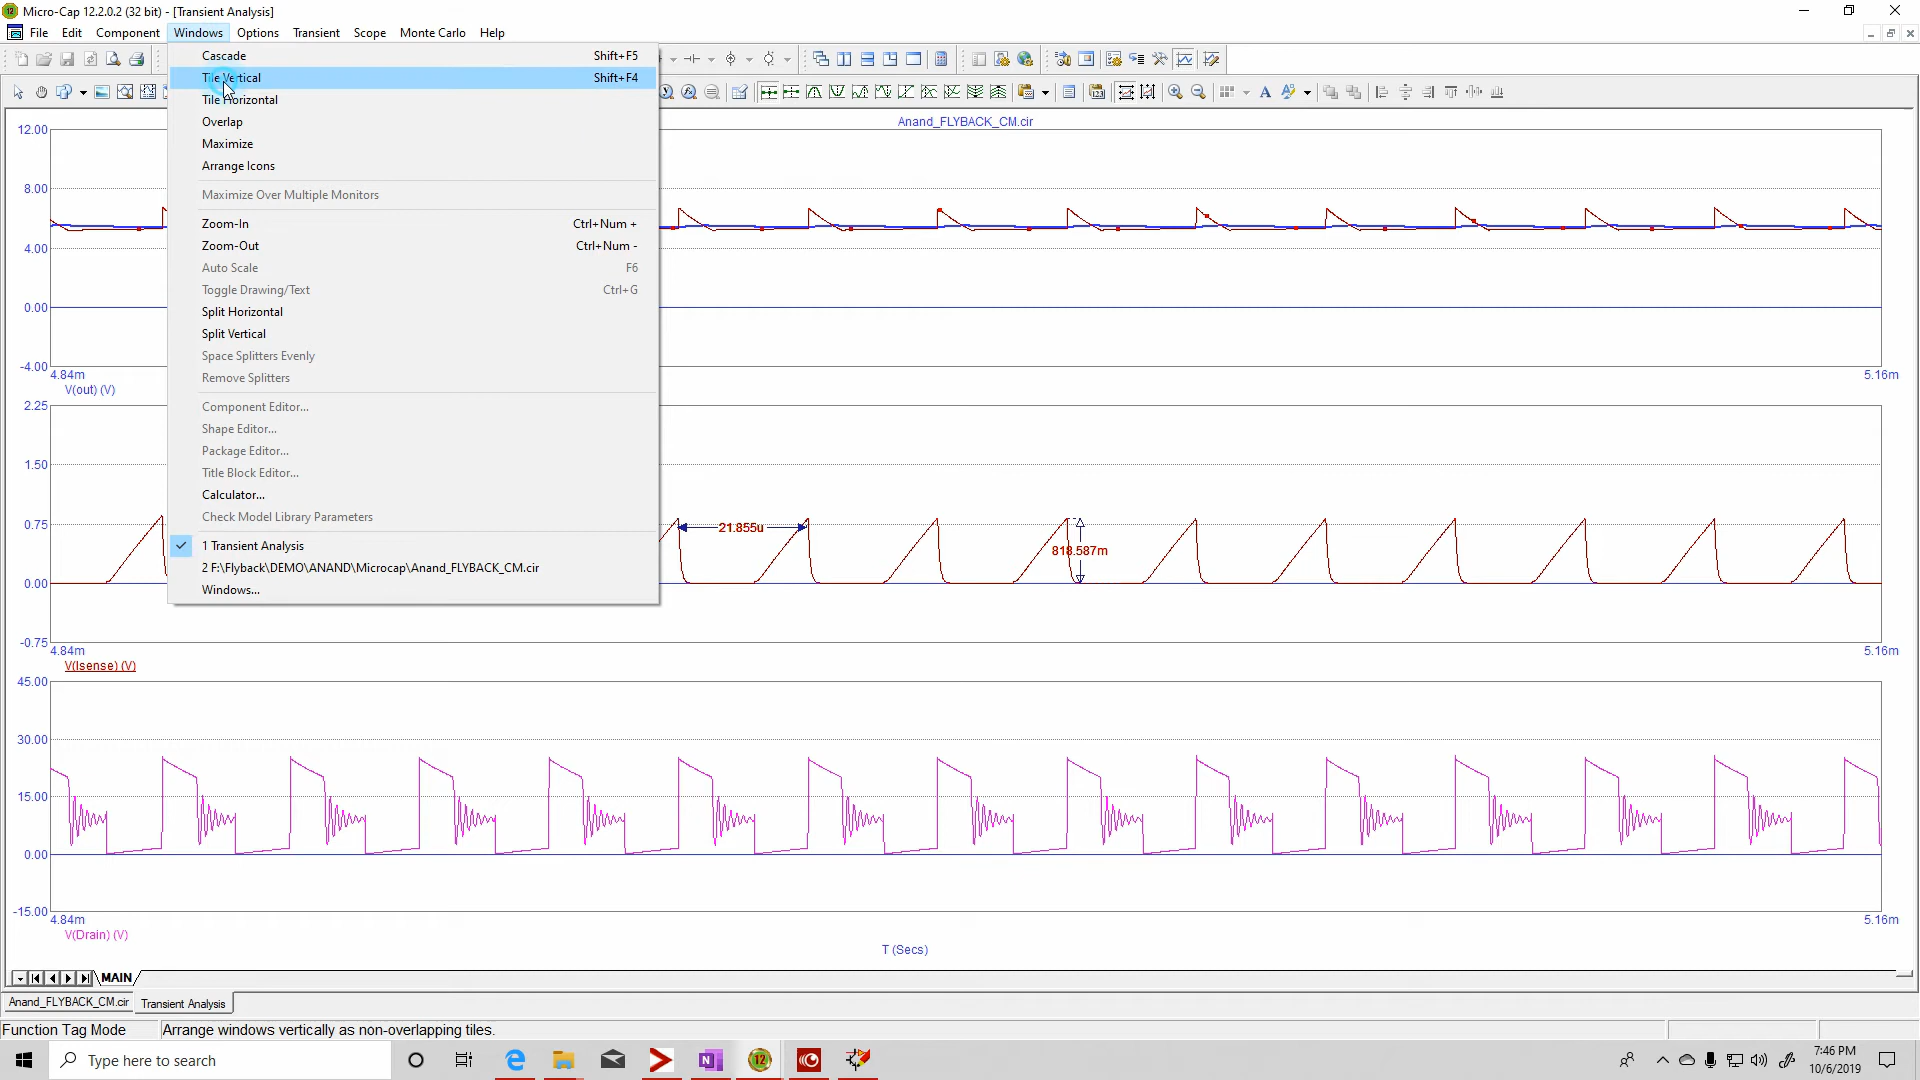 Micro-Cap 12.2.0.2 (32 bit) - [Transient Analysis]
File Edit Component Windows Options Transient Scope Monte Carlo Help
Cascade Shift+F5
Tile Vertical Shift+F4
Tile Horizontal
Overlap
Maximize
Arrange Icons
Maximize Over Multiple Monitors
Zoom-In Ctrl+Num +
Zoom-Out Ctrl+Num -
Auto Scale F6
Toggle Drawing/Text Ctrl+G
Split Horizontal
Split Vertical
Space Splitters Evenly
Remove Splitters
Component Editor...
Shape Editor...
Package Editor...
Title Block Editor...
Calculator...
Check Model Library Parameters
1 Transient Analysis
2 F:\Flyback\DEMO\ANAND\Microcap\Anand_FLYBACK_CM.cir
Windows...
Anand_FLYBACK_CM.cir
12.00
8.00
4.00
0.00
-4.00
4.84m 5.16m
V(out) (V)
2.25
1.50
0.75
0.00
-0.75
21.855u
818.587m
4.84m 5.16m
V(Isense) (V)
45.00
30.00
15.00
0.00
-15.00
4.84m 5.16m
V(Drain) (V)
T (Secs)
MAIN
Anand_FLYBACK_CM.cir Transient Analysis
Function Tag Mode Arrange windows vertically as non-overlapping tiles.
Type here to search
12
7:46 PM
10/6/2019